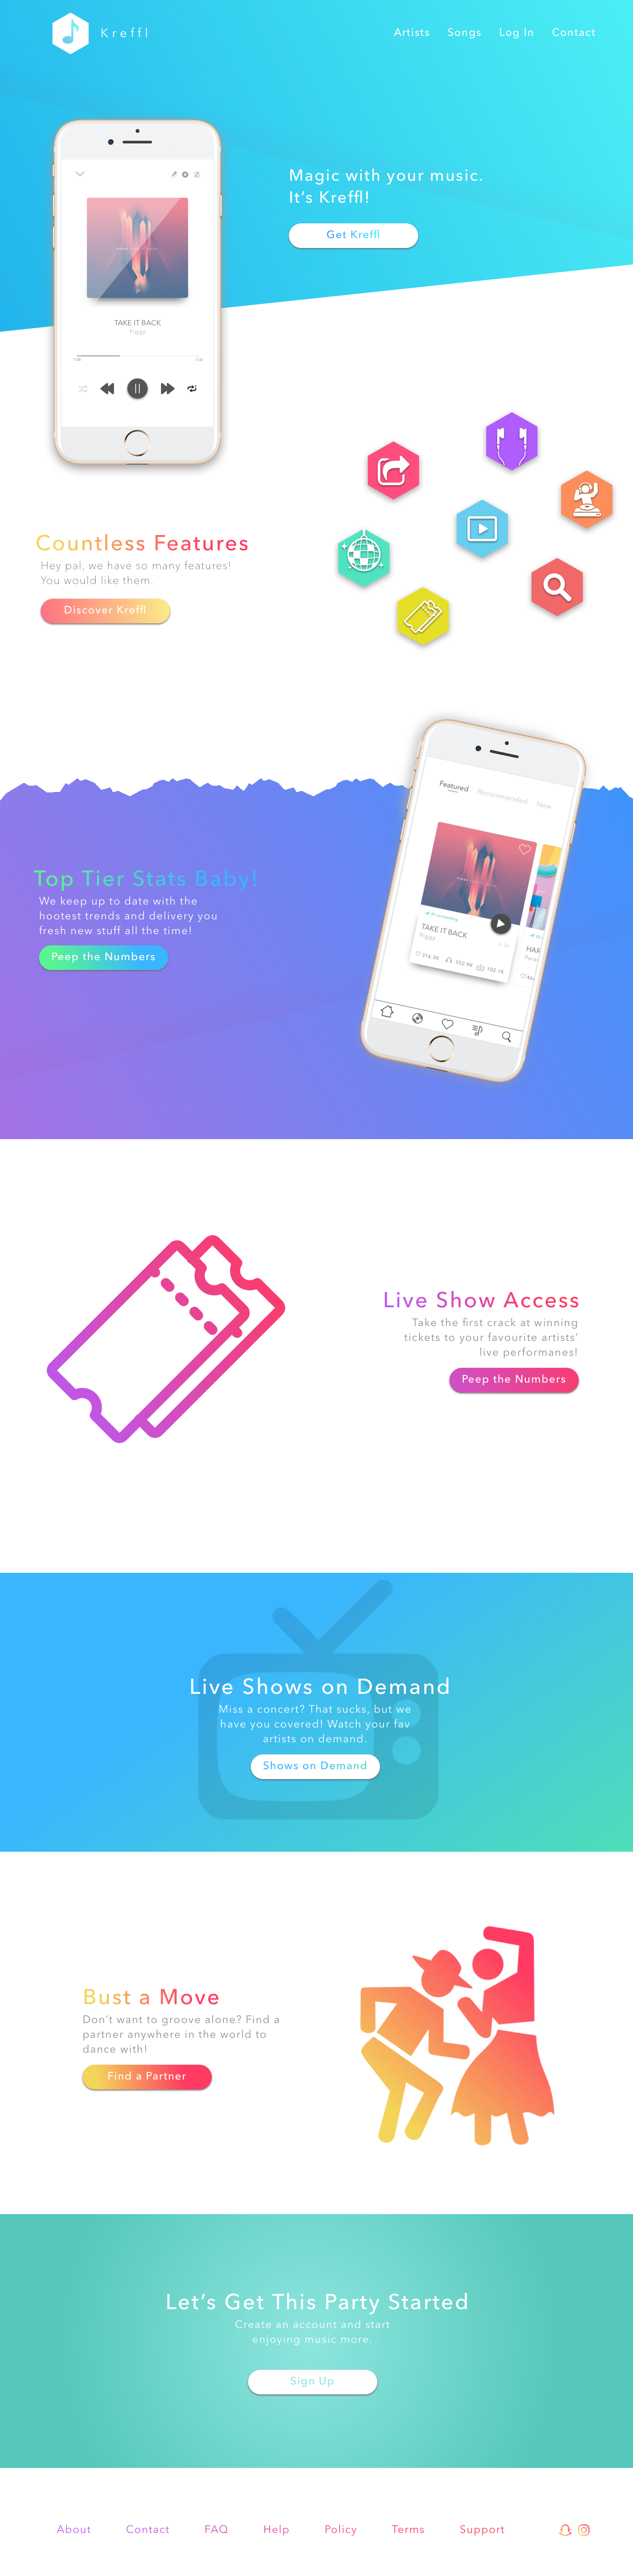 Kreffl
Artists Songs Log In Contact
Magic with your music.
It's Kreffl!
Get Kreffl
TAKE IT BACK
Figgy
Countless Features
Hey pal, we have so many features!
You would like them.
Discover Kreffl
Featured Recommended New
TAKE IT BACK
Figgy
216.3K 552.9K 102.1K
HAR
Top Tier Stats Baby!
We keep up to date with the
hootest trends and delivery you
fresh new stuff all the time!
Peep the Numbers
Live Show Access
Take the first crack at winning
tickets to your favourite artists'
live performanes!
Peep the Numbers
Live Shows on Demand
Miss a concert? That sucks, but we
have you covered! Watch your fav
artists on demand.
Shows on Demand
Bust a Move
Don't want to groove alone? Find a
partner anywhere in the world to
dance with!
Find a Partner
Let's Get This Party Started
Create an account and start
enjoying music more.
Sign Up
About Contact FAQ Help Policy Terms Support